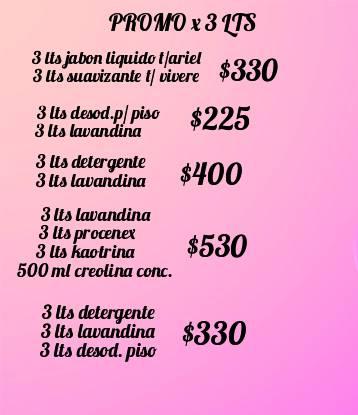 PROMO x 3 LTS
3 lts jabon liquido t/ariel
3 lts suavizante t/ vivere
$330
3 lts desod.p/ piso
3 lts lavandina
$225
3 lts detergente
3 lts lavandina
$400
3 lts lavandina
3 lts procenex
3 lts kaotrina
500 ml creolina conc.
$530
3 lts detergente
3 lts lavandina
3 lts desod. piso
$330